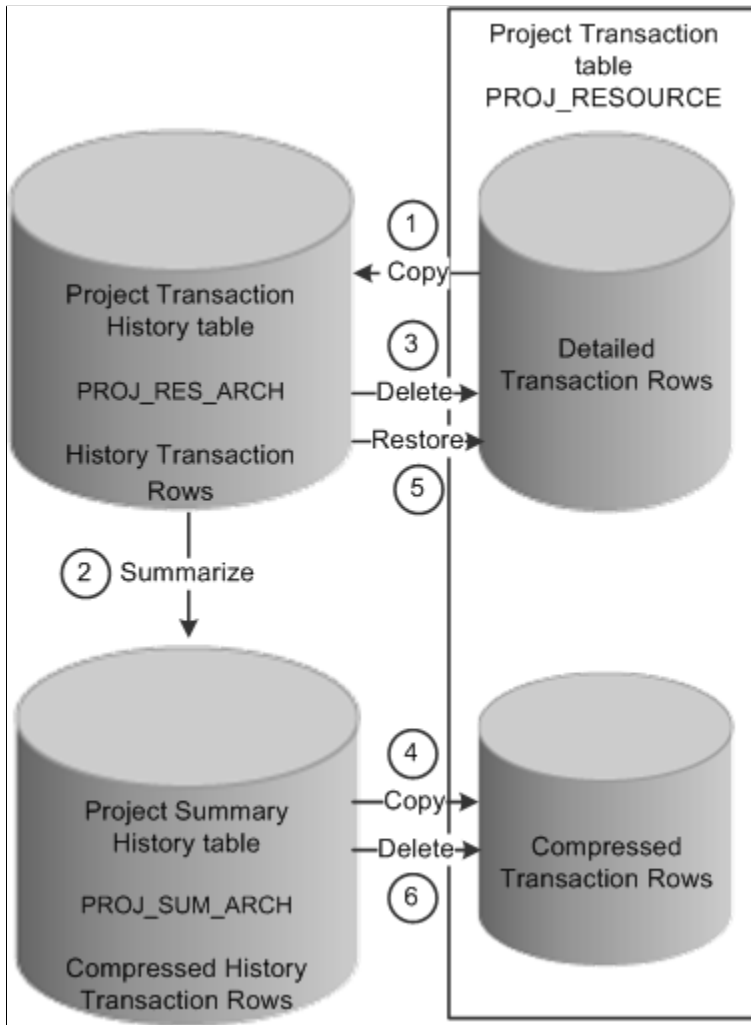 Project Transaction
table
PROJ_RESOURCE
1
Copy
Project Transaction
History table
PROJ_RES_ARCH
History Transaction
Rows
3
Delete
Restore
5
Detailed
Transaction Rows
2
Summarize
4
Copy
Delete
6
Project Summary
History table
PROJ_SUM_ARCH
Compressed History
Transaction Rows
Compressed
Transaction Rows